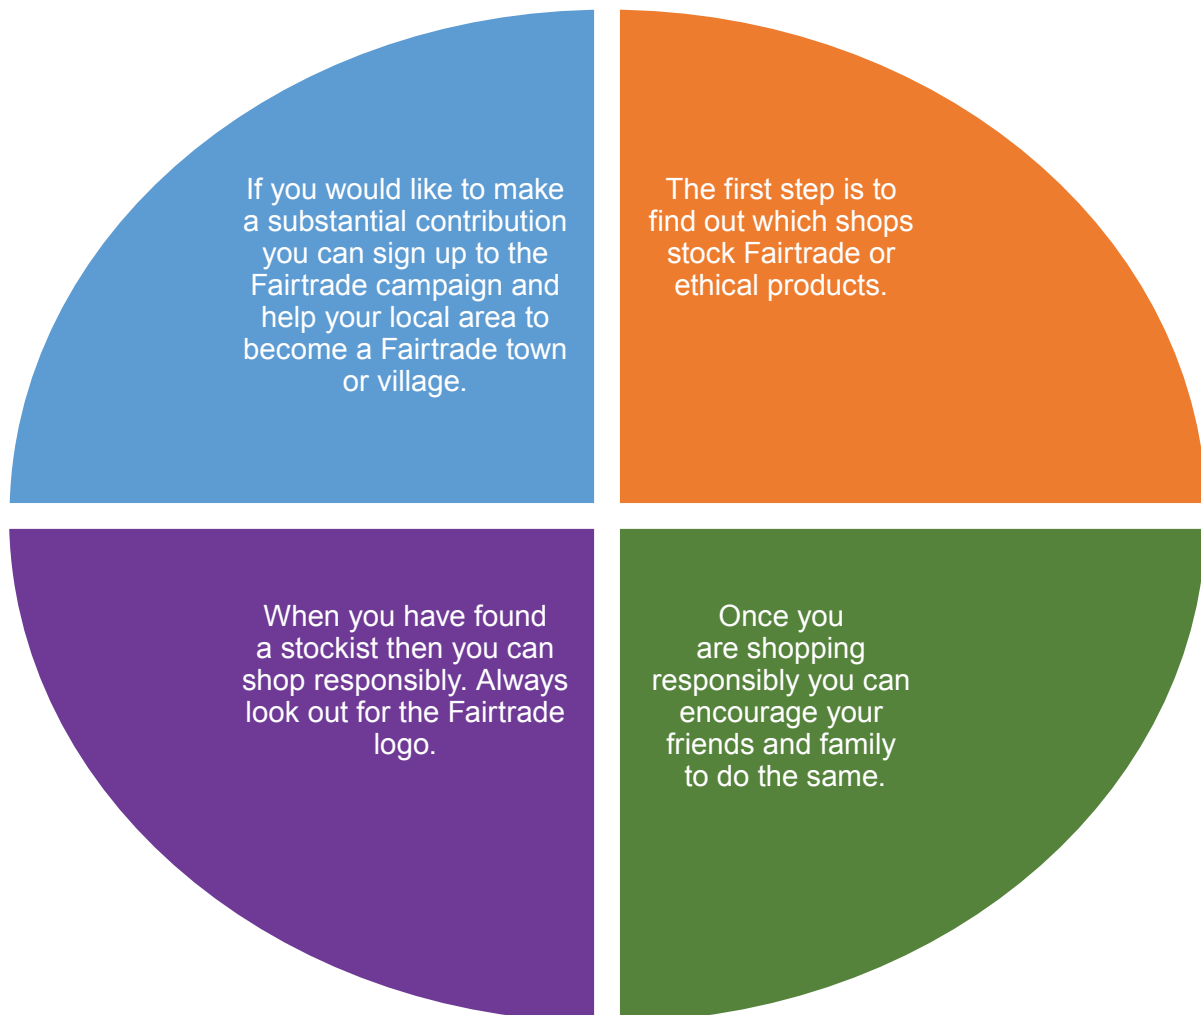 If you would like to make
a substantial contribution
you can sign up to the
Fairtrade campaign and
help your local area to
become a Fairtrade town
or village.
The first step is to
find out which shops
stock Fairtrade or
ethical products.
When you have found
a stockist then you can
shop responsibly. Always
look out for the Fairtrade
logo.
Once you
are shopping
responsibly you can
encourage your
friends and family
to do the same.